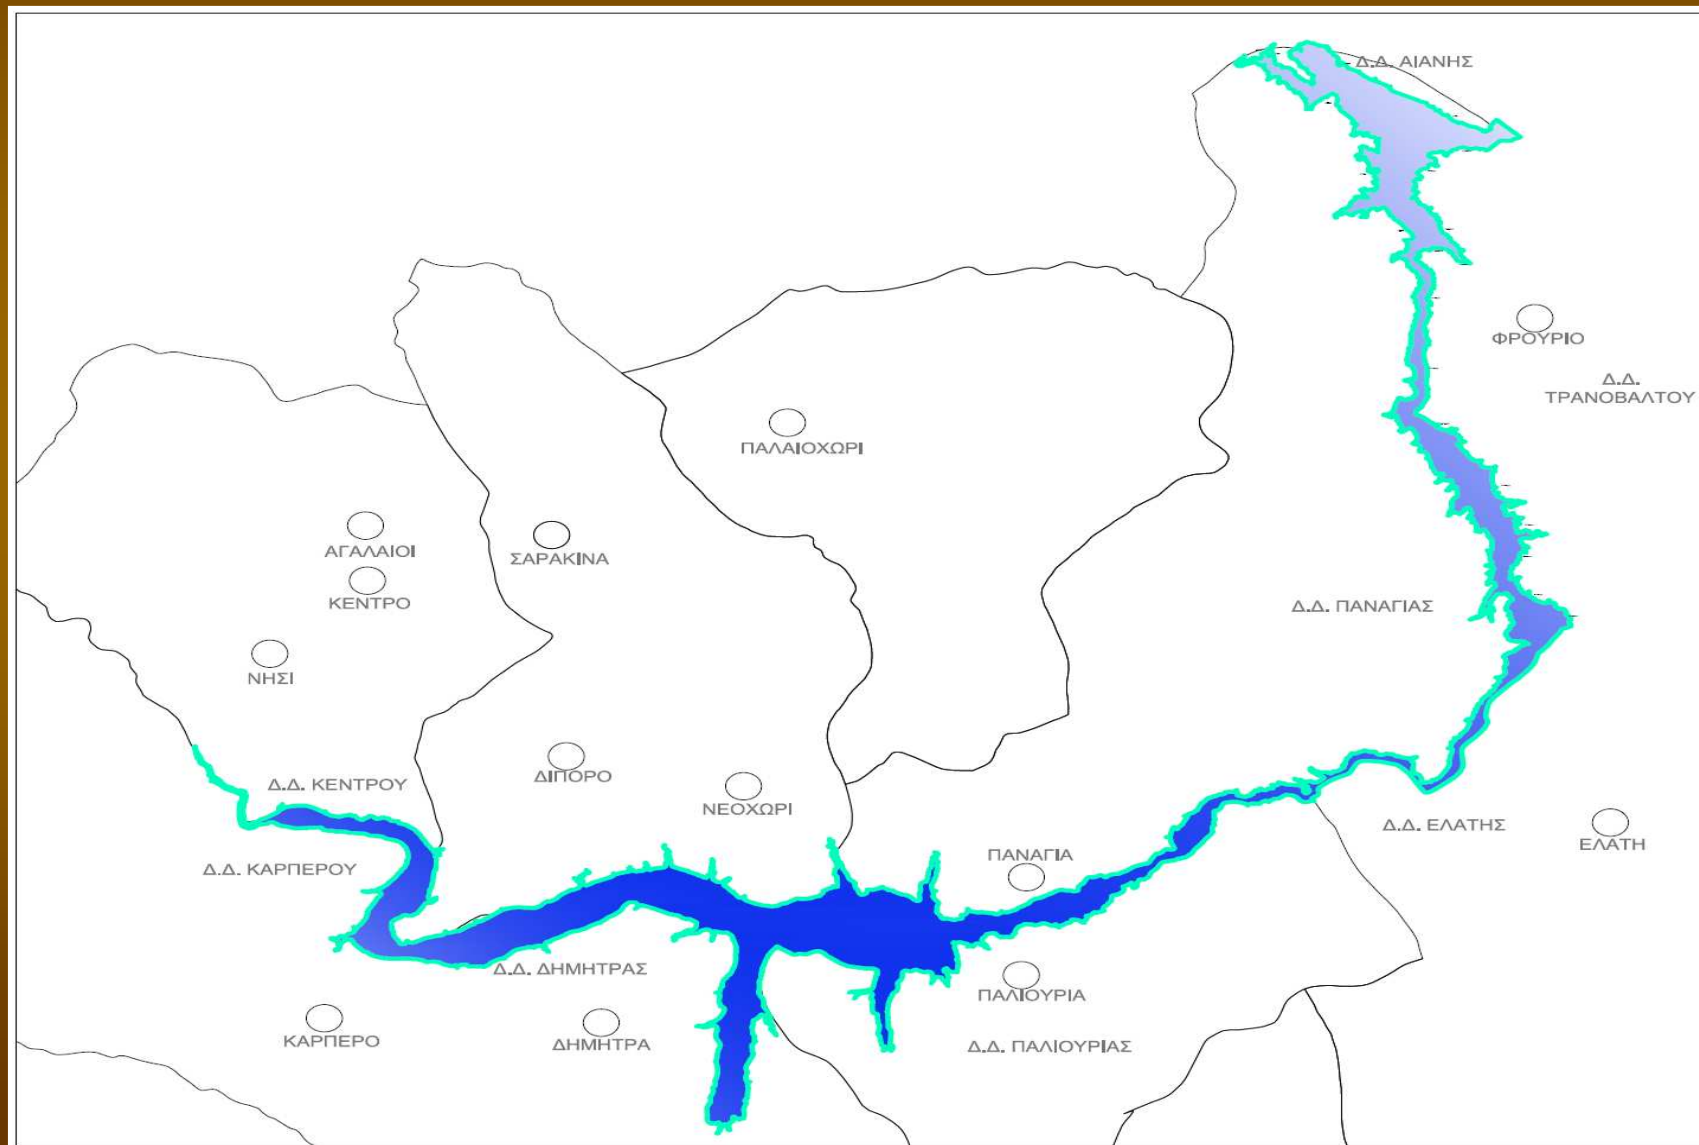 Δ.Δ. ΑΙΑΝΗΣ
ΦΡΟΥΡΙΟ
Δ.Δ.
ΤΡΑΝΟΒΑΛΤΟΥ
ΠΑΛΑΙΟΧΩΡΙ
ΑΓΑΛΑΙΟΙ
ΣΑΡΑΚΙΝΑ
ΚΕΝΤΡΟ
Δ.Δ. ΠΑΝΑΓΙΑΣ
ΝΗΣΙ
ΔΙΠΟΡΟ
Δ.Δ. ΚΕΝΤΡΟΥ
ΝΕΟΧΩΡΙ
Δ.Δ. ΕΛΑΤΗΣ
ΕΛΑΤΗ
ΠΑΝΑΓΙΑ
Δ.Δ. ΚΑΡΠΕΡΟΥ
Δ.Δ. ΔΗΜΗΤΡΑΣ
ΠΑΛΙΟΥΡΙΑ
ΚΑΡΠΕΡΟ
ΔΗΜΗΤΡΑ
Δ.Δ. ΠΑΛΙΟΥΡΙΑΣ